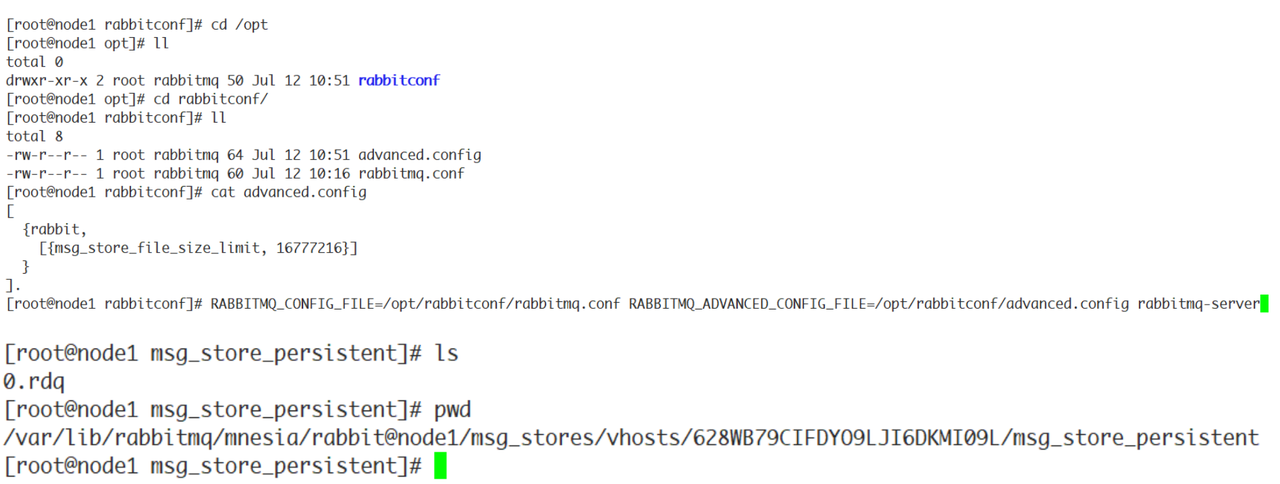 [root@node1 rabbitconf]# cd /opt
[root@node1 opt]# ll
total 0
drwxr-xr-x 2 root rabbitmq 50 Jul 12 10:51 rabbitconf
[root@node1 opt]# cd rabbitconf/
[root@node1 rabbitconf]# ll
total 8
-rw-r--r-- 1 root rabbitmq 64 Jul 12 10:51 advanced.config
-rw-r--r-- 1 root rabbitmq 60 Jul 12 10:16 rabbitmq.conf
[root@node1 rabbitconf]# cat advanced.config
[
  {rabbit,
    [{msg_store_file_size_limit, 16777216}]
  }
].
[root@node1 rabbitconf]# RABBITMQ_CONFIG_FILE=/opt/rabbitconf/rabbitmq.conf RABBITMQ_ADVANCED_CONFIG_FILE=/opt/rabbitconf/advanced.config rabbitmq-server
[root@node1 msg_store_persistent]# ls
0.rdq
[root@node1 msg_store_persistent]# pwd
/var/lib/rabbitmq/mnesia/rabbit@node1/msg_stores/vhosts/628WB79CIFDYO9LJI6DKMI09L/msg_store_persistent
[root@node1 msg_store_persistent]#